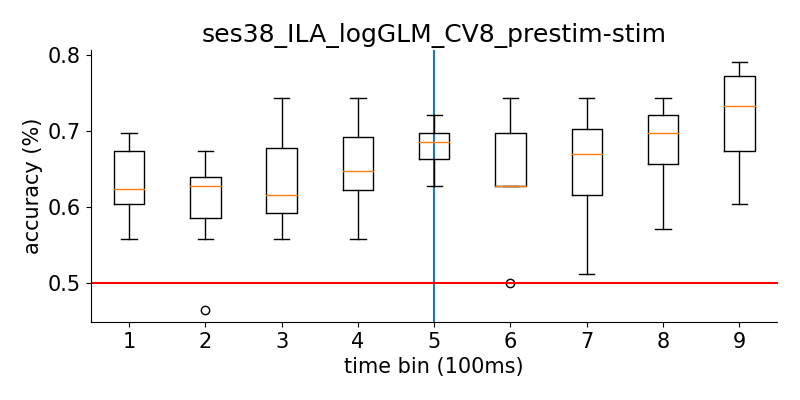 ses38_ILA_logGLM_CV8_prestim-stim
accuracy (%)
0.8
0.7
0.6
0.5
1 2 3 4 5 6 7 8 9
time bin (100ms)